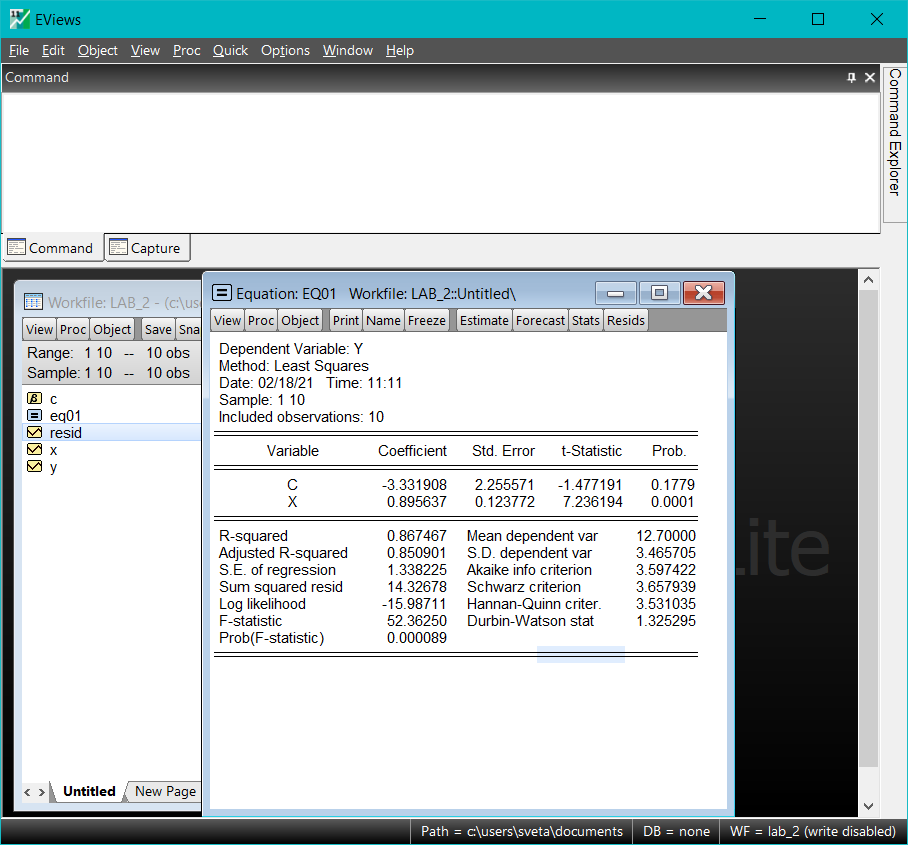 EViews
File Edit Object View Proc Quick Options Window Help
Command
Command Explorer
Command Capture
Workfile: LAB_2 - (c:\use
View Proc Object Save Sna
Range: 1 10 -- 10 obs
Sample: 1 10 -- 10 obs
c
eq01
resid
x
y
Untitled New Page
Equation: EQ01 Workfile: LAB_2::Untitled\
View Proc Object Print Name Freeze Estimate Forecast Stats Resids
Dependent Variable: Y
Method: Least Squares
Date: 02/18/21 Time: 11:11
Sample: 1 10
Included observations: 10
Variable Coefficient Std. Error t-Statistic Prob.
C -3.331908 2.255571 -1.477191 0.1779
X 0.895637 0.123772 7.236194 0.0001
R-squared 0.867467 Mean dependent var 12.70000
Adjusted R-squared 0.850901 S.D. dependent var 3.465705
S.E. of regression 1.338225 Akaike info criterion 3.597422
Sum squared resid 14.32678 Schwarz criterion 3.657939
Log likelihood -15.98711 Hannan-Quinn criter. 3.531035
F-statistic 52.36250 Durbin-Watson stat 1.325295
Prob(F-statistic) 0.000089
Lite
Path = c:\users\sveta\documents DB = none WF = lab_2 (write disabled)